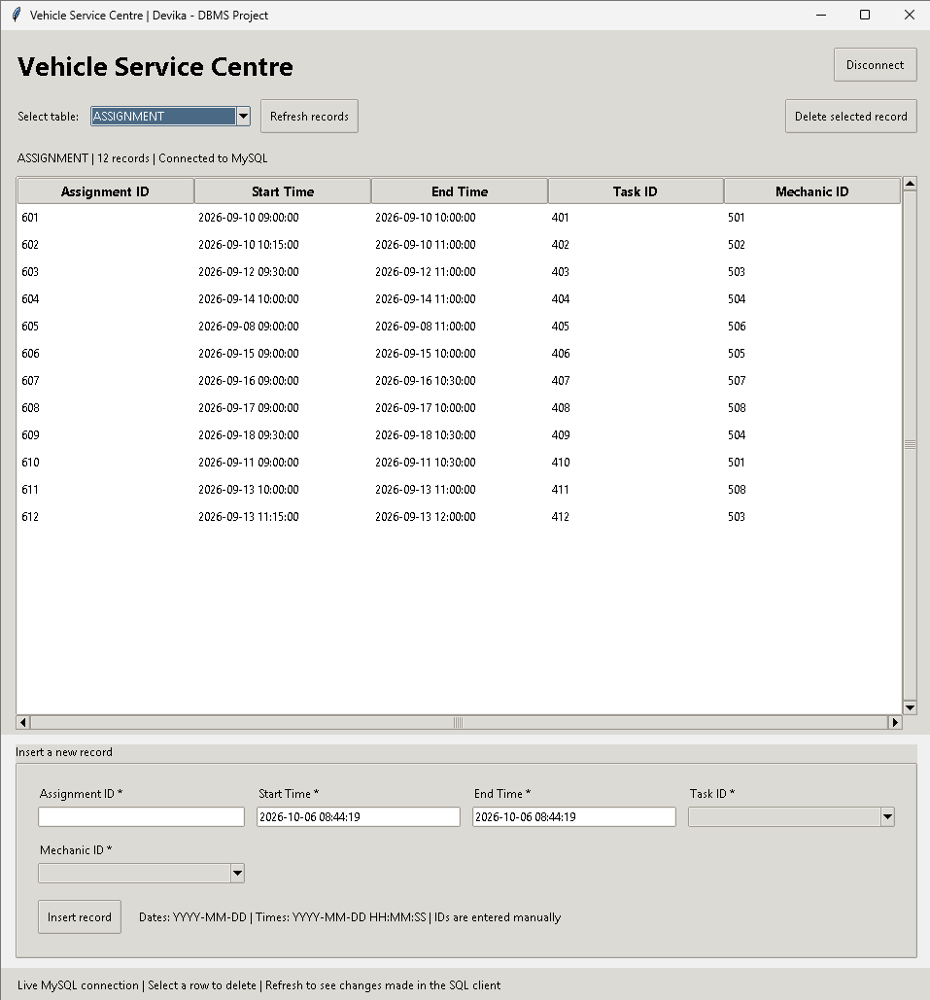 Vehicle Service Centre | Devika - DBMS Project
Vehicle Service Centre
Disconnect
Select table: ASSIGNMENT Refresh records Delete selected record
ASSIGNMENT | 12 records | Connected to MySQL
Assignment ID Start Time End Time Task ID Mechanic ID
601 2026-09-10 09:00:00 2026-09-10 10:00:00 401 501
602 2026-09-10 10:15:00 2026-09-10 11:00:00 402 502
603 2026-09-12 09:30:00 2026-09-12 11:00:00 403 503
604 2026-09-14 10:00:00 2026-09-14 11:00:00 404 504
605 2026-09-08 09:00:00 2026-09-08 11:00:00 405 506
606 2026-09-15 09:00:00 2026-09-15 10:00:00 406 505
607 2026-09-16 09:00:00 2026-09-16 10:30:00 407 507
608 2026-09-17 09:00:00 2026-09-17 10:00:00 408 508
609 2026-09-18 09:30:00 2026-09-18 10:30:00 409 504
610 2026-09-11 09:00:00 2026-09-11 10:30:00 410 501
611 2026-09-13 10:00:00 2026-09-13 11:00:00 411 508
612 2026-09-13 11:15:00 2026-09-13 12:00:00 412 503
Insert a new record
Assignment ID * Start Time * End Time * Task ID *
2026-10-06 08:44:19 2026-10-06 08:44:19
Mechanic ID *
Insert record Dates: YYYY-MM-DD | Times: YYYY-MM-DD HH:MM:SS | IDs are entered manually
Live MySQL connection | Select a row to delete | Refresh to see changes made in the SQL client